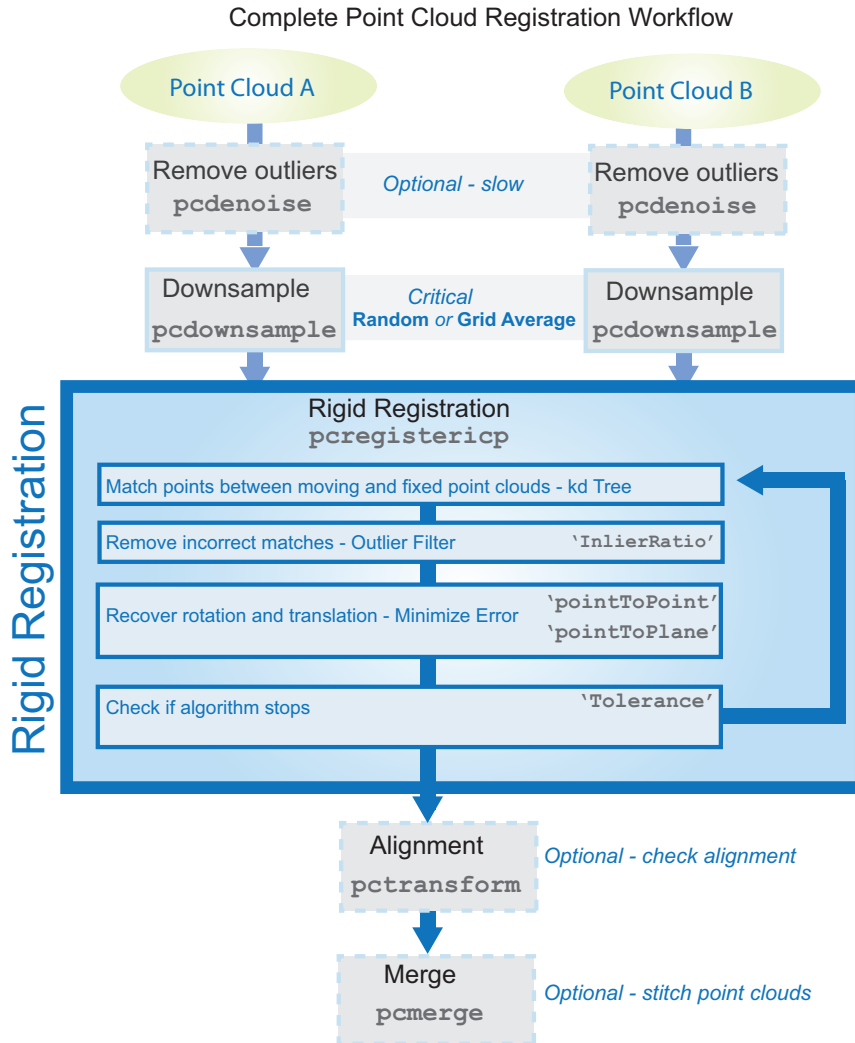 Complete Point Cloud Registration Workflow
Point Cloud A
Point Cloud B
Remove outliers
pcdenoise
Optional - slow
Remove outliers
pcdenoise
Downsample
pcdownsample
Critical
Random or Grid Average
Downsample
pcdownsample
Rigid Registration
Rigid Registration
pcregistericp
Match points between moving and fixed point clouds - kd Tree
Remove incorrect matches - Outlier Filter
‘InlierRatio’
Recover rotation and translation - Minimize Error
‘pointToPoint’
‘pointToPlane’
Check if algorithm stops
‘Tolerance’
Alignment
pctransform
Optional - check alignment
Merge
pcmerge
Optional - stitch point clouds